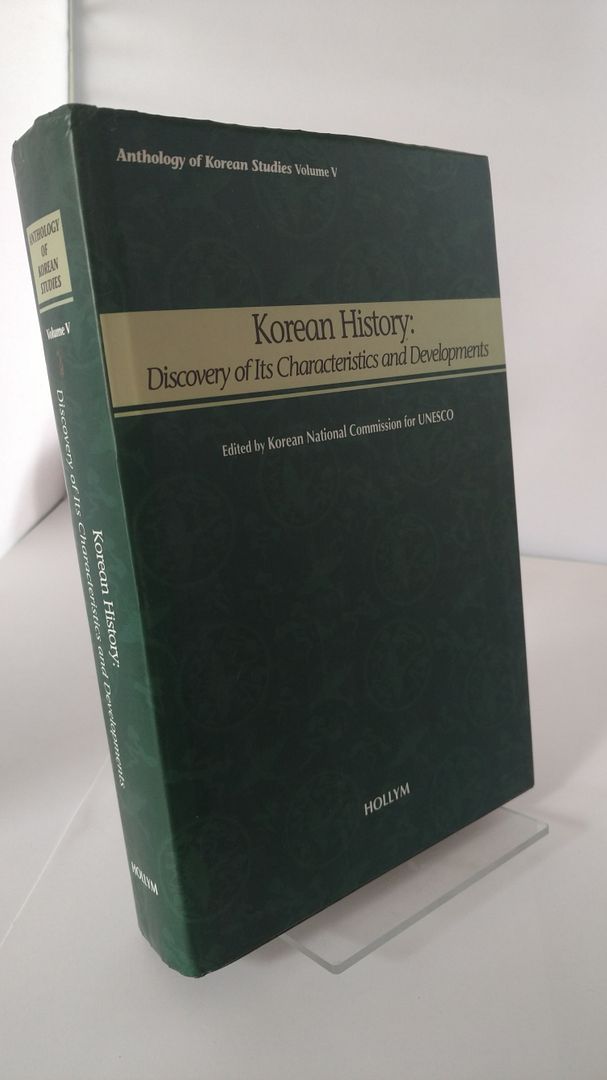 Anthology of Korean Studies Volume V
Korean History:
Discovery of Its Characteristics and Developments
Edited by Korean National Commission for UNESCO
HOLLYM
ANTHOLOGY
OF
KOREAN
STUDIES
Volume V
Korean History:
Discovery of Its Characteristics and Developments
HOLLYM